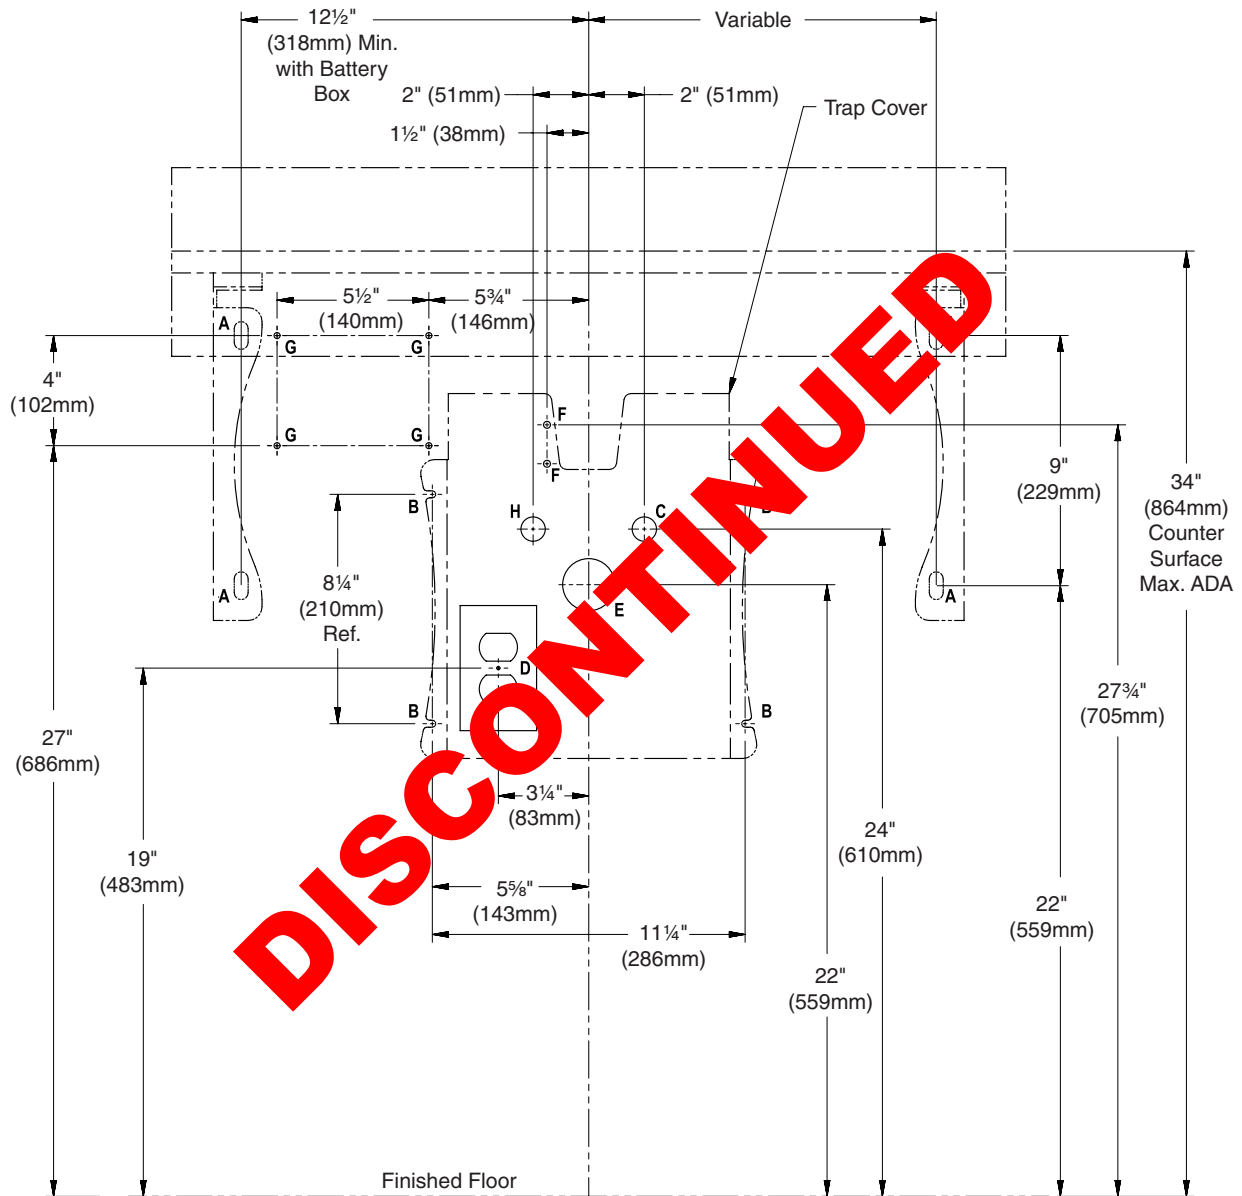 12½"
(318mm) Min.
with Battery
Box
Variable
2" (51mm)
2" (51mm)
1½" (38mm)
Trap Cover
5½"
(140mm)
5¾"
(146mm)
A
G
G
4"
(102mm)
G
G
F
F
9"
(229mm)
34"
(864mm)
Counter
Surface
Max. ADA
B
H
C
A
E
A
8¼"
(210mm)
Ref.
D
B
B
27¾"
(705mm)
27"
(686mm)
3¼"
(83mm)
24"
(610mm)
19"
(483mm)
5⅝"
(143mm)
11¼"
(286mm)
22"
(559mm)
22"
(559mm)
Finished Floor
DISCONTINUED